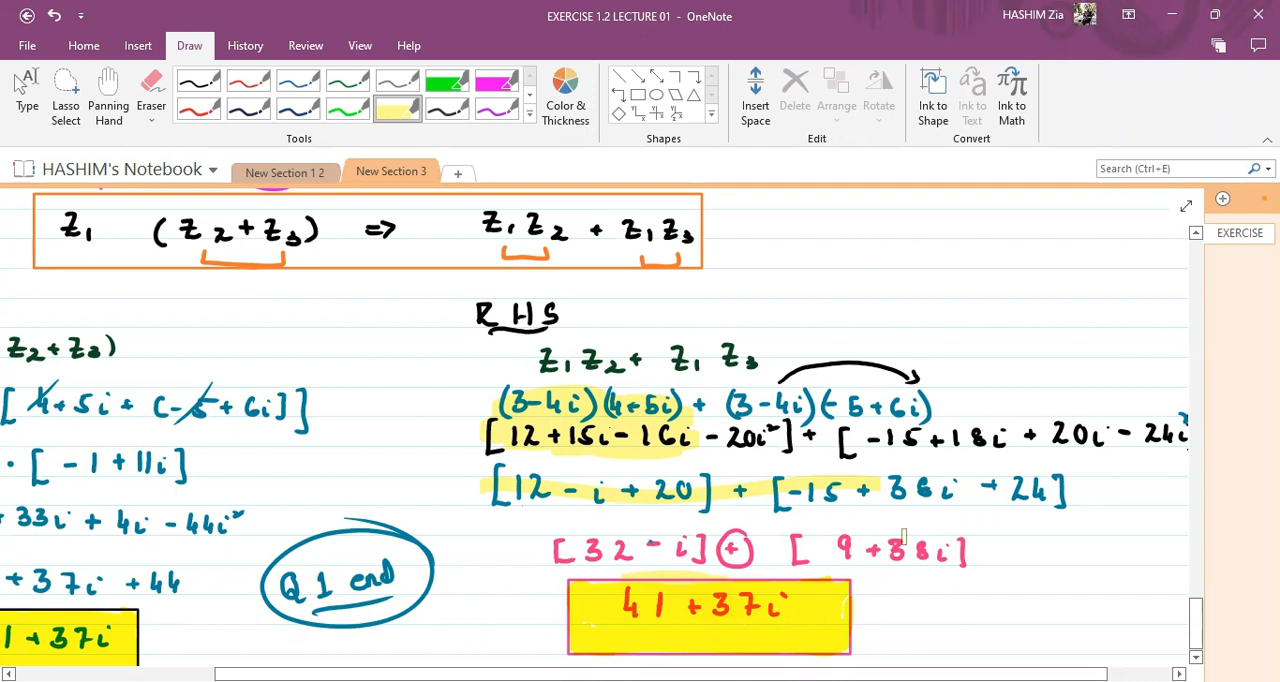 EXERCISE 1.2 LECTURE 01 - OneNote
HASHIM Zia
File Home Insert Draw History Review View Help
Type
Lasso Select
Panning Hand
Eraser
Color & Thickness
Insert Space
Delete
Arrange
Rotate
Ink to Shape
Ink to Text
Ink to Math
Tools
Shapes
Edit
Convert
HASHIM's Notebook
New Section 1 2
New Section 3
Search (Ctrl+E)
EXERCISE
Z₁ (Z₂+Z₃) => Z₁Z₂ + Z₁Z₃
RHS
Z₂+Z₃)
Z₁Z₂+ Z₁ Z₃
[4+5i+(-5+6i]]
(3-4i)(4+5i) + (3-4i)(-5+6i)
[12+15i-16i-20i²]+[-15+18i+20i-24i²
· [-1+11i]
[12-i+20] + [-15+38i+24]
+33i+4i-44i²
[32-i] + [9+38i]
+37i+44
Q1 end
41+37i
1+37i